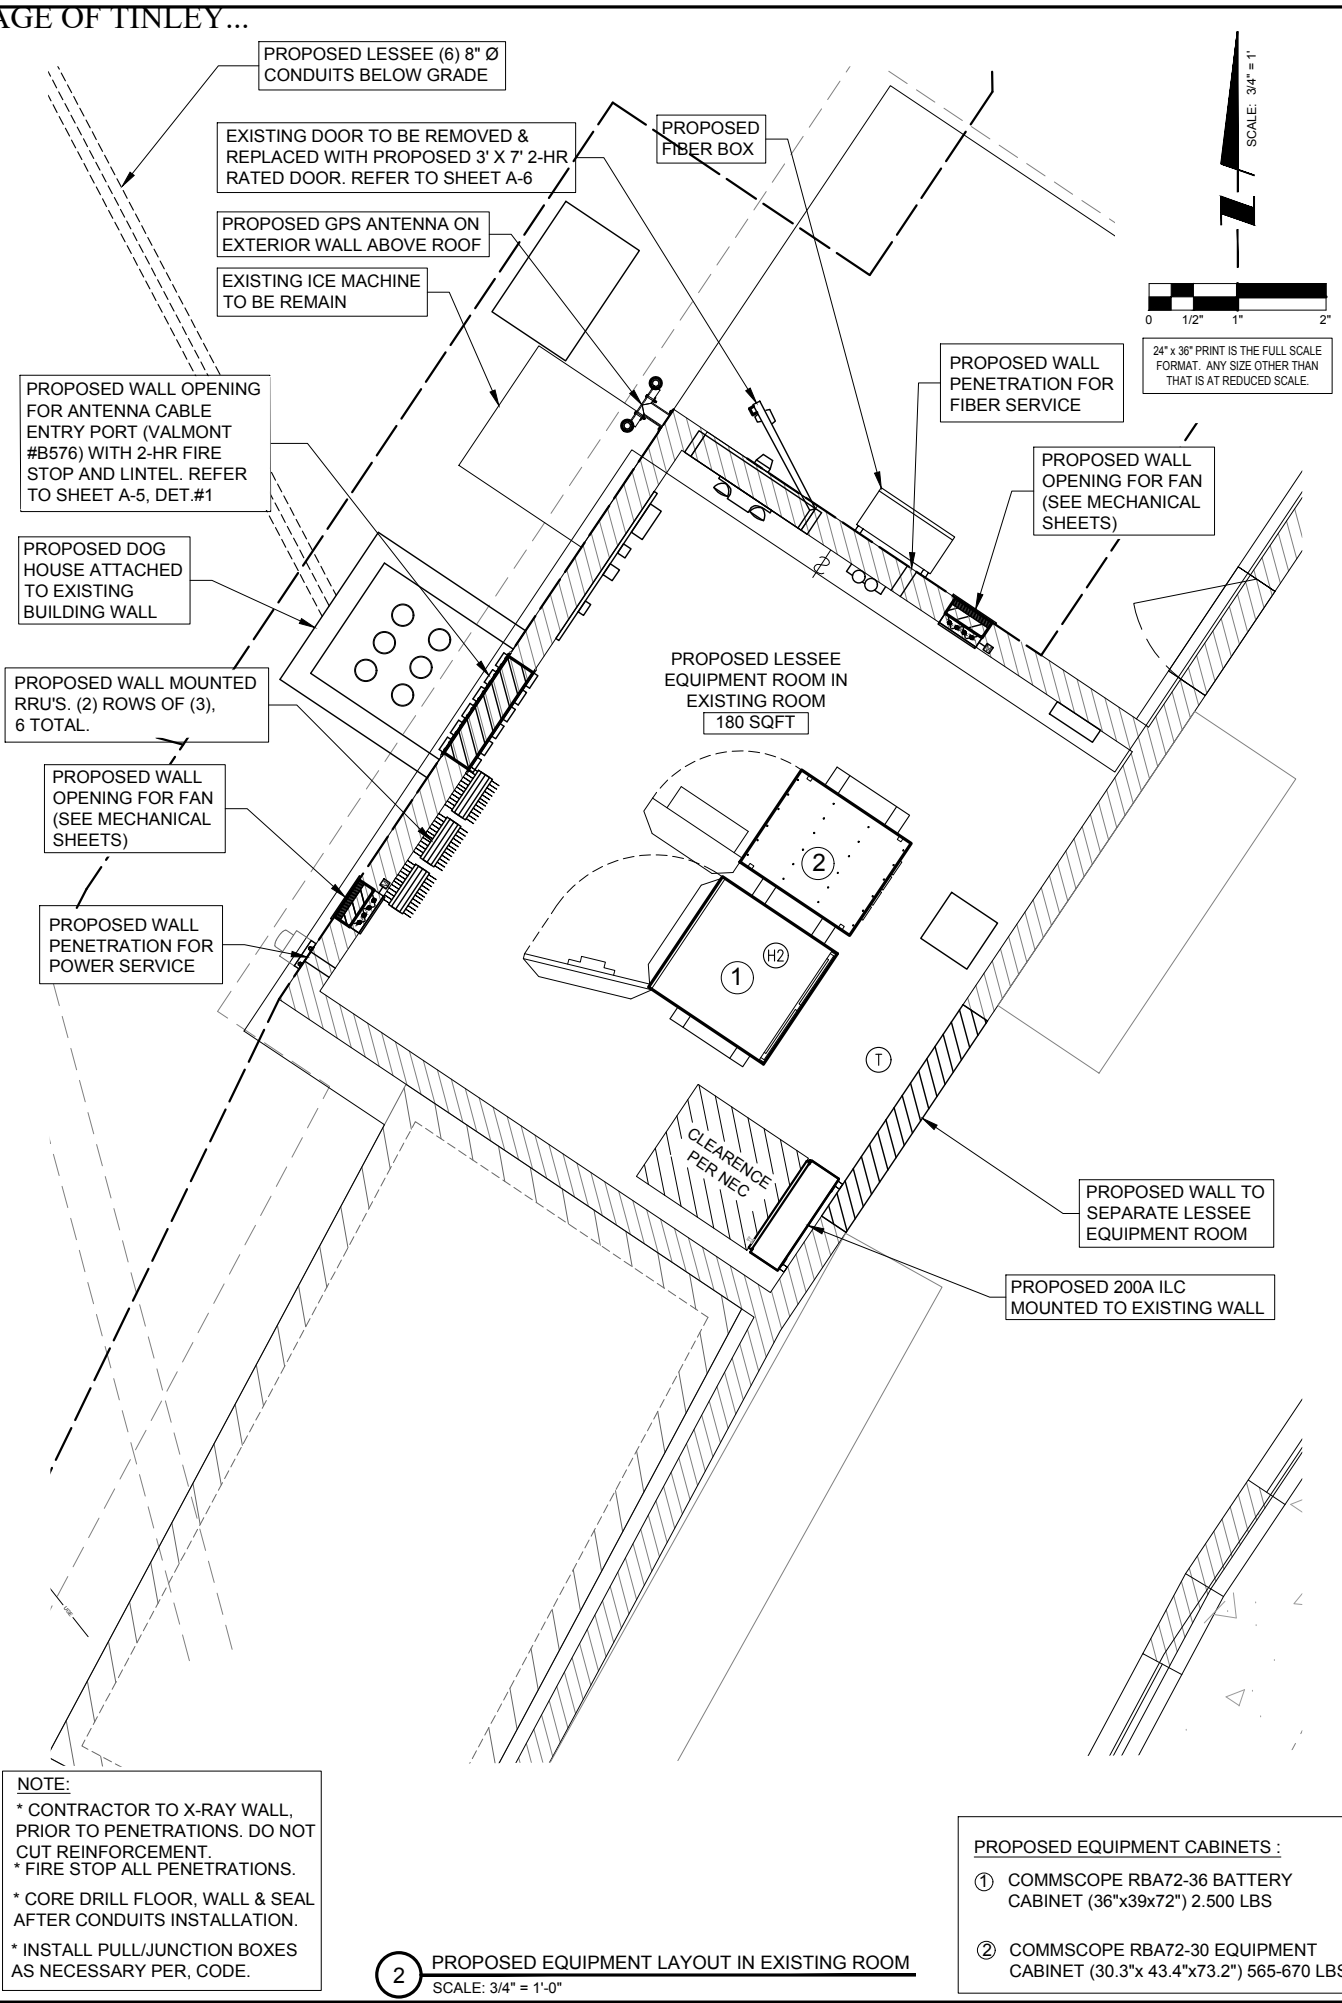 AGE OF TINLEY...
PROPOSED LESSEE (6) 8" Ø
CONDUITS BELOW GRADE
EXISTING DOOR TO BE REMOVED &
REPLACED WITH PROPOSED 3' X 7' 2-HR
RATED DOOR. REFER TO SHEET A-6
PROPOSED
FIBER BOX
SCALE: 3/4" = 1'
PROPOSED GPS ANTENNA ON
EXTERIOR WALL ABOVE ROOF
EXISTING ICE MACHINE
TO BE REMAIN
0 1/2" 1" 2"
24" x 36" PRINT IS THE FULL SCALE
FORMAT. ANY SIZE OTHER THAN
THAT IS AT REDUCED SCALE.
PROPOSED WALL
PENETRATION FOR
FIBER SERVICE
PROPOSED WALL OPENING
FOR ANTENNA CABLE
ENTRY PORT (VALMONT
#B576) WITH 2-HR FIRE
STOP AND LINTEL. REFER
TO SHEET A-5, DET.#1
PROPOSED WALL
OPENING FOR FAN
(SEE MECHANICAL
SHEETS)
PROPOSED DOG
HOUSE ATTACHED
TO EXISTING
BUILDING WALL
PROPOSED LESSEE
EQUIPMENT ROOM IN
EXISTING ROOM
180 SQFT
PROPOSED WALL MOUNTED
RRU'S. (2) ROWS OF (3),
6 TOTAL.
PROPOSED WALL
OPENING FOR FAN
(SEE MECHANICAL
SHEETS)
2
PROPOSED WALL
PENETRATION FOR
POWER SERVICE
H2
1
T
CLEARENCE
PER NEC
PROPOSED WALL TO
SEPARATE LESSEE
EQUIPMENT ROOM
PROPOSED 200A ILC
MOUNTED TO EXISTING WALL
NOTE:
* CONTRACTOR TO X-RAY WALL,
PRIOR TO PENETRATIONS. DO NOT
CUT REINFORCEMENT.
* FIRE STOP ALL PENETRATIONS.
* CORE DRILL FLOOR, WALL & SEAL
AFTER CONDUITS INSTALLATION.
* INSTALL PULL/JUNCTION BOXES
AS NECESSARY PER, CODE.
2 PROPOSED EQUIPMENT LAYOUT IN EXISTING ROOM
SCALE: 3/4" = 1'-0"
PROPOSED EQUIPMENT CABINETS :
1 COMMSCOPE RBA72-36 BATTERY
CABINET (36"x39x72") 2.500 LBS
2 COMMSCOPE RBA72-30 EQUIPMENT
CABINET (30.3"x 43.4"x73.2") 565-670 LBS